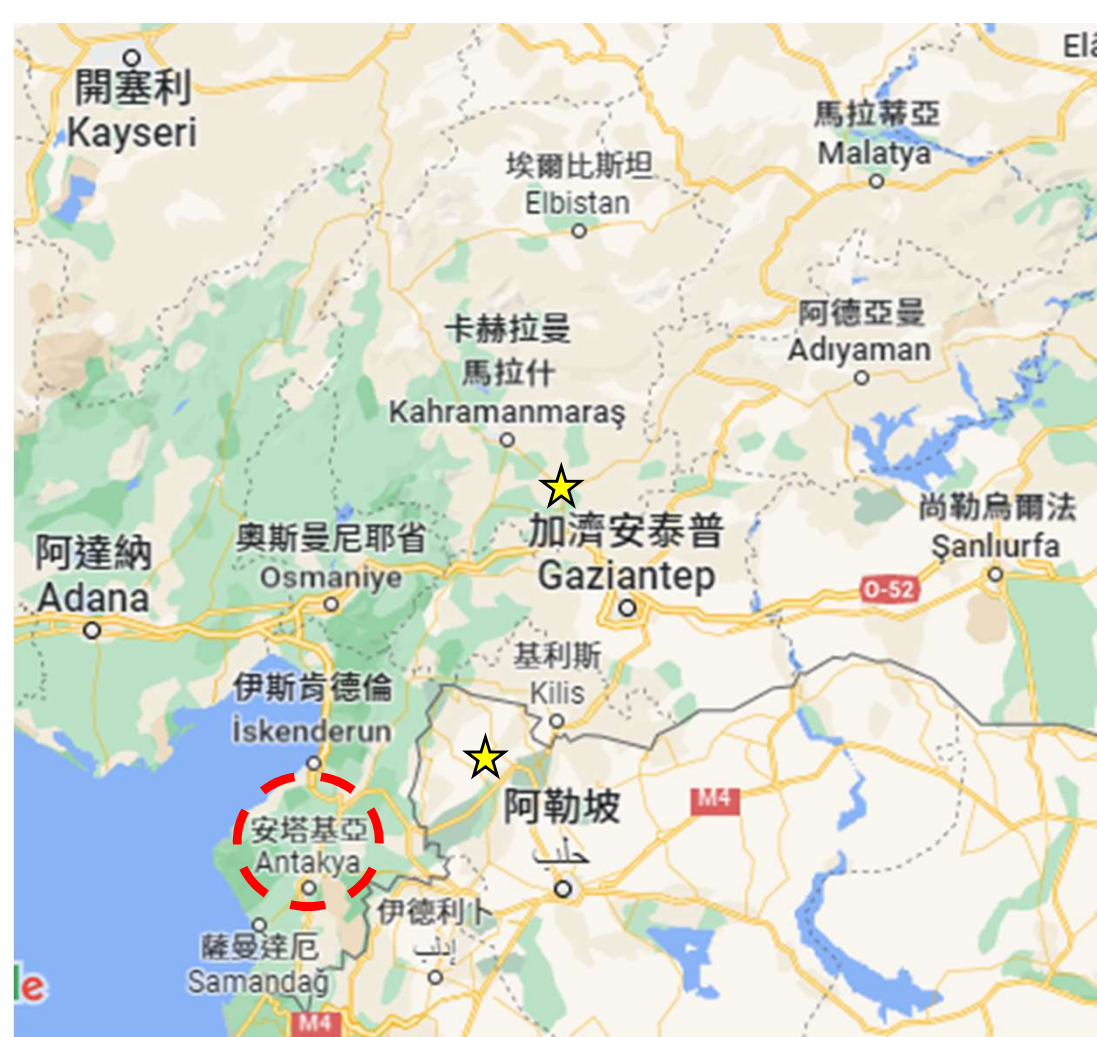 開塞利
Kayseri
Elâ
馬拉蒂亞
Malatya
埃爾比斯坦
Elbistan
阿德亞曼
Adıyaman
卡赫拉曼
馬拉什
Kahramanmaraş
尚勒烏爾法
Şanlıurfa
加濟安泰普
Gaziantep
奧斯曼尼耶省
Osmaniye
阿達納
Adana
O-52
基利斯
Kilis
伊斯肯德倫
İskenderun
M4
阿勒坡
حلب
安塔基亞
Antakya
伊德利卜
إدلب
薩曼達厄
Samandağ
le
M4